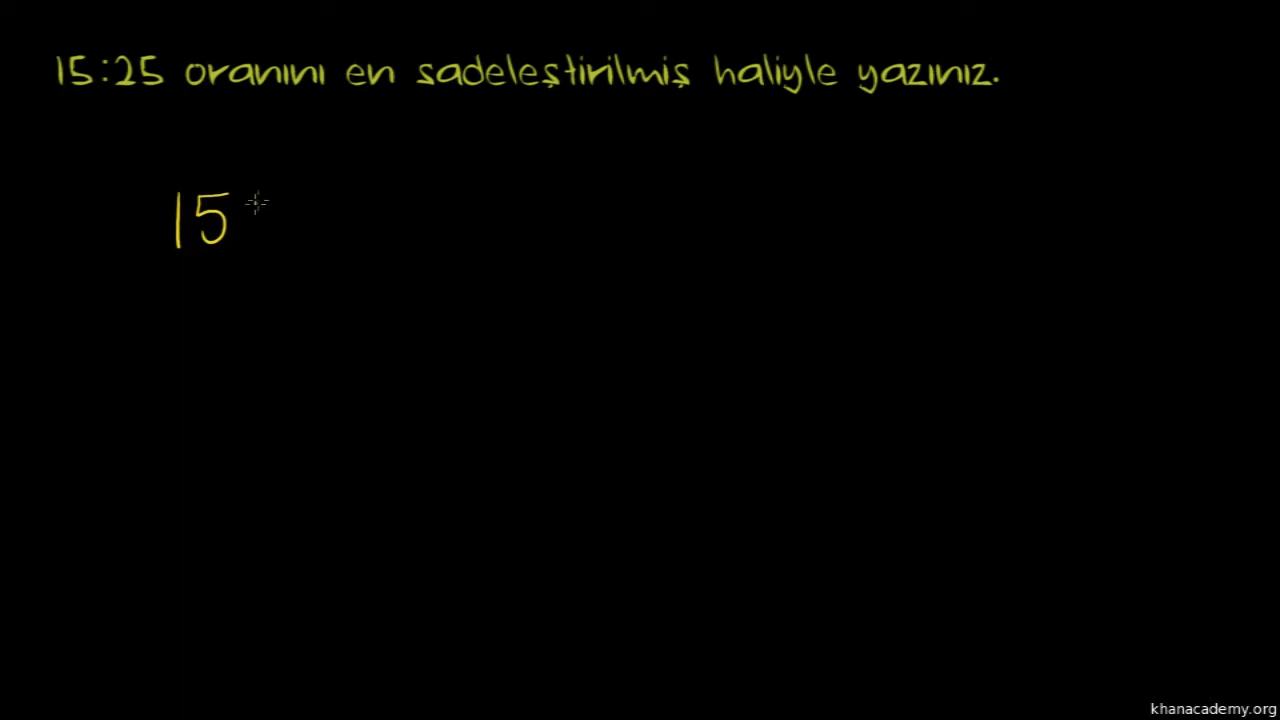 15:25 oranını en sadeleştirilmiş haliyle yazınız.
15
khanacademy.org